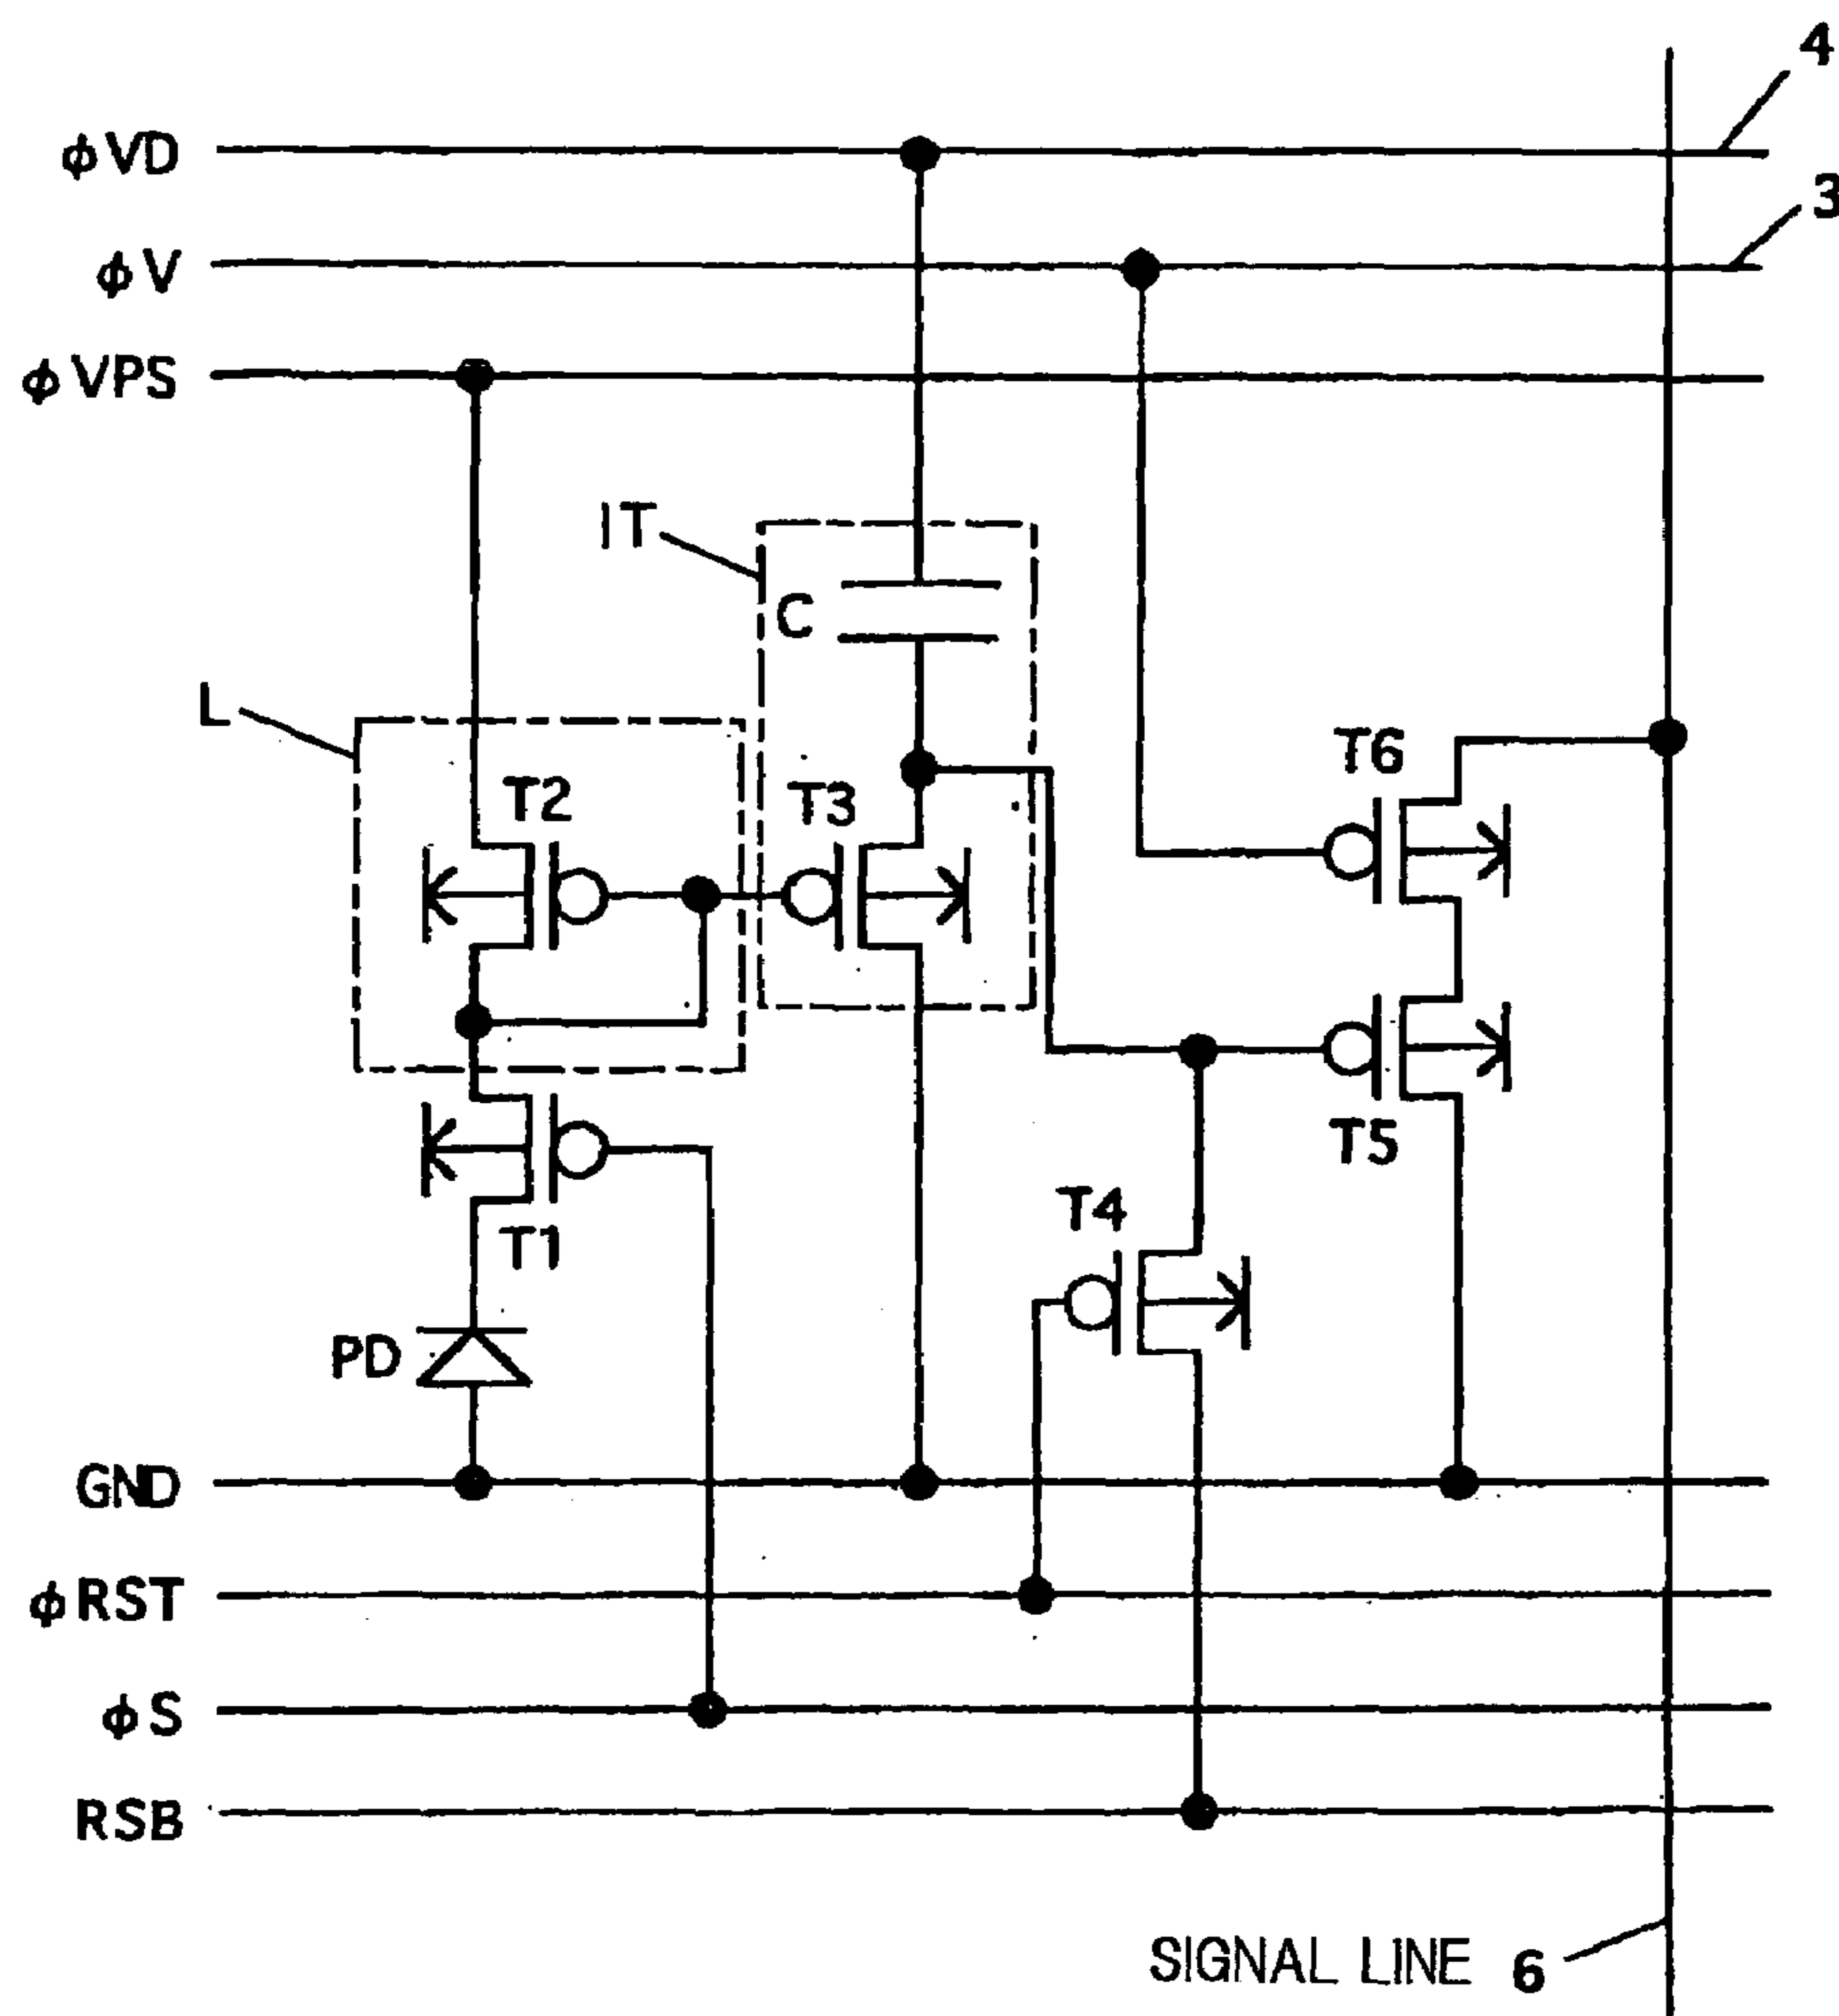 4
φVD
3
φV
φVPS
IT
C
L
T6
T2
T3
T5
T4
T1
PD
GND
φRST
φS
RSB
SIGNAL LINE 6